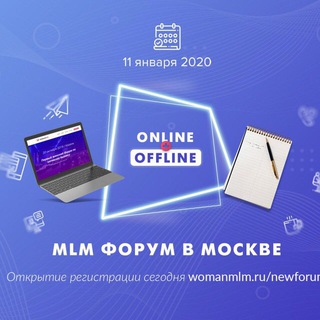 11 января 2020
ONLINE
&
OFFLINE
MLM ФОРУМ В МОСКВЕ
Открытие регистрации сегодня womanmlm.ru/newforum